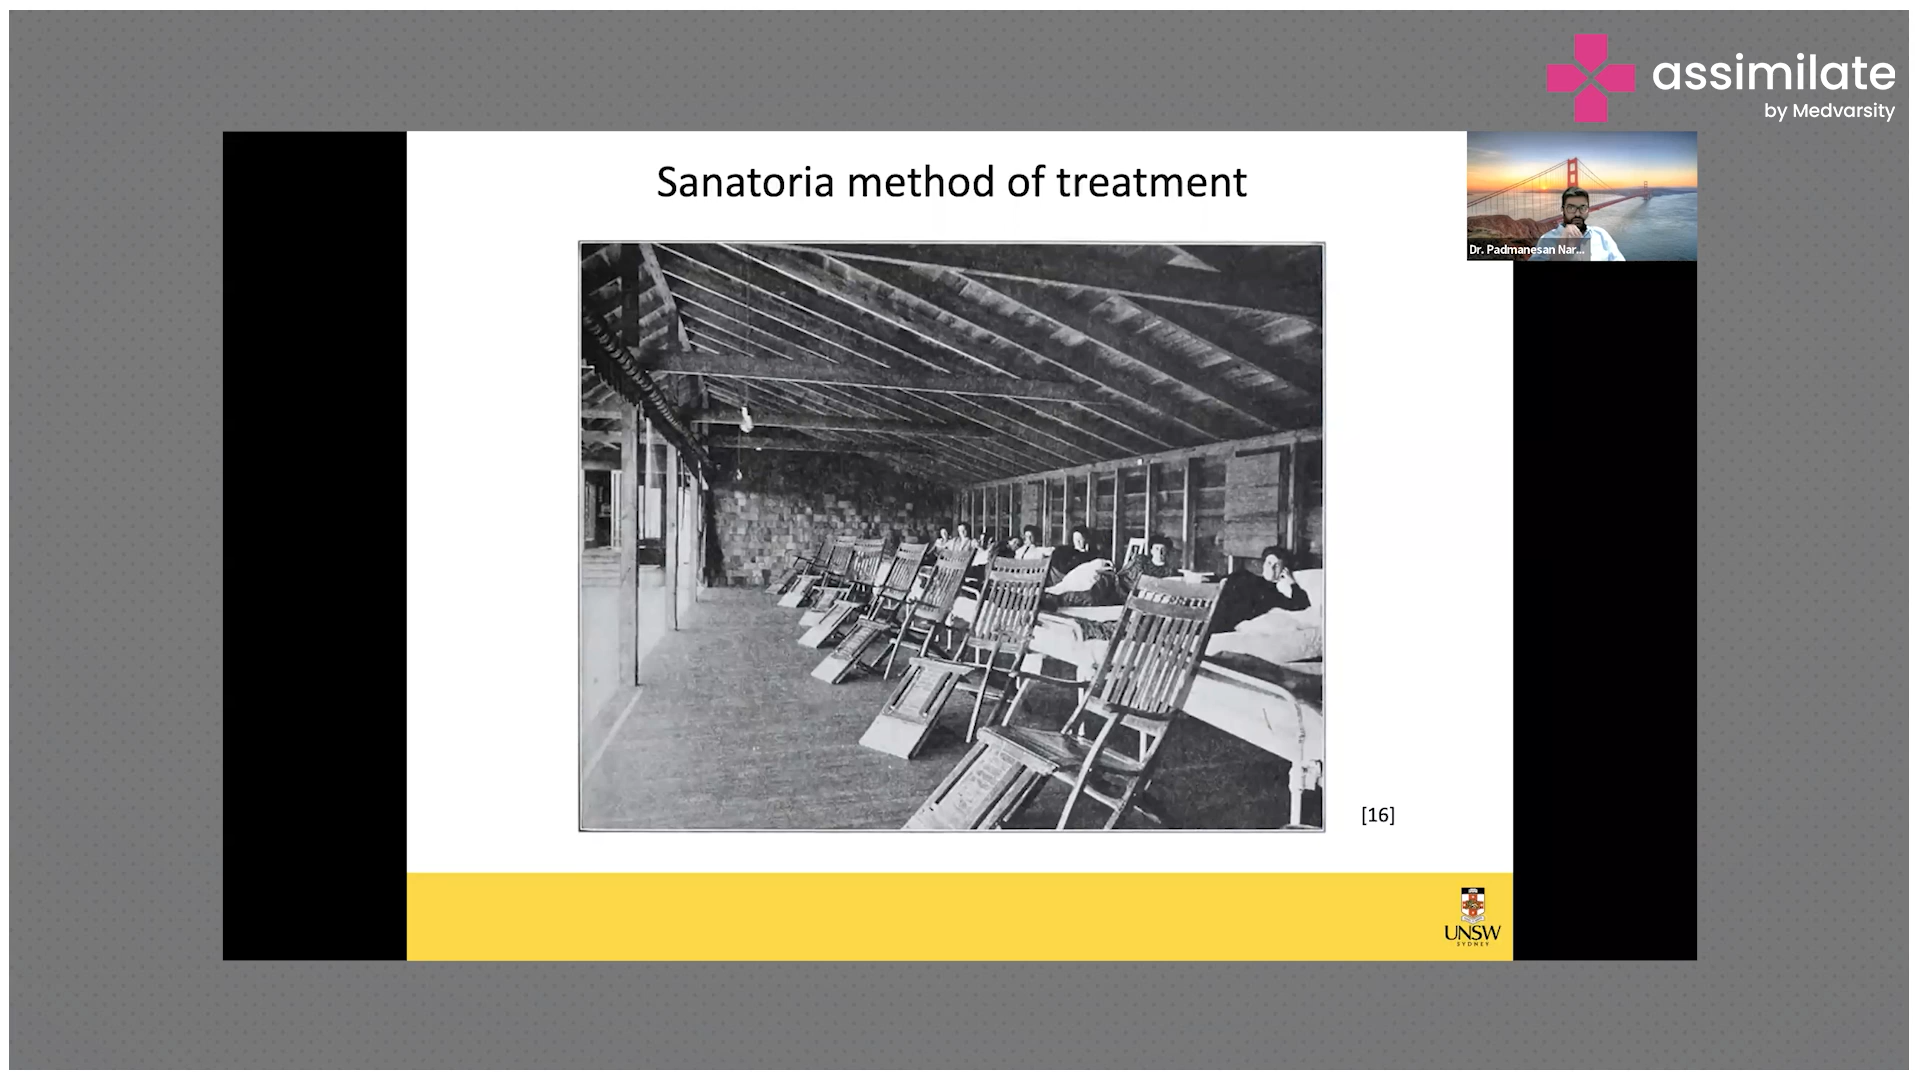 assimilate
by Medvarsity
Sanatoria method of treatment
Dr. Padmanesan Nar...
[16]
UNSW
SYDNEY